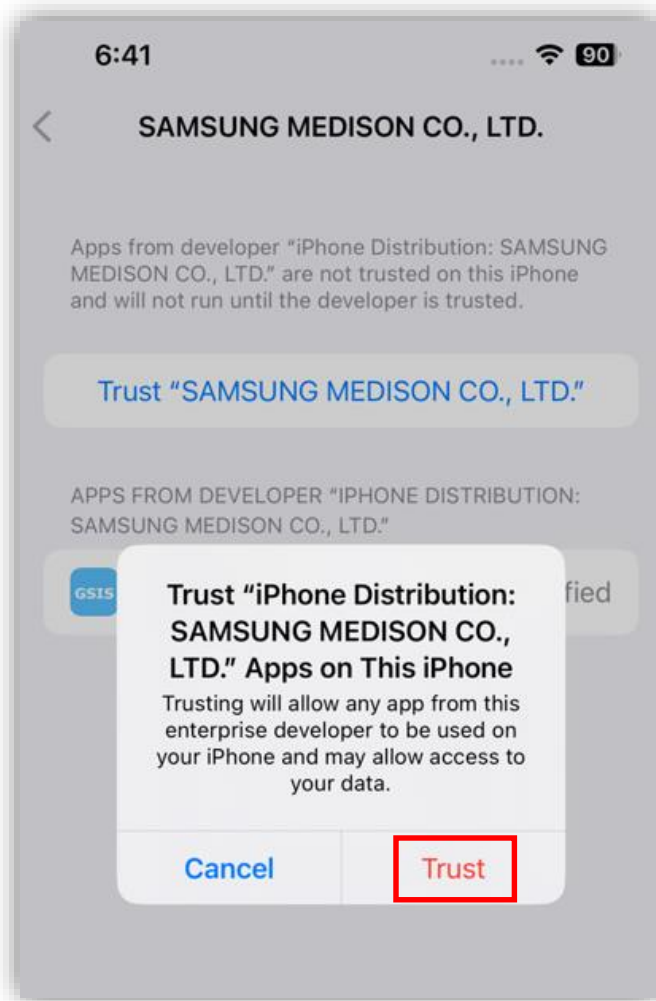 6:41
90
SAMSUNG MEDISON CO., LTD.
Apps from developer “iPhone Distribution: SAMSUNG
MEDISON CO., LTD.” are not trusted on this iPhone
and will not run until the developer is trusted.
Trust “SAMSUNG MEDISON CO., LTD.”
APPS FROM DEVELOPER “IPHONE DISTRIBUTION:
SAMSUNG MEDISON CO., LTD.”
GSIS
fied
Trust “iPhone Distribution:
SAMSUNG MEDISON CO.,
LTD.” Apps on This iPhone
Trusting will allow any app from this
enterprise developer to be used on
your iPhone and may allow access to
your data.
Cancel
Trust